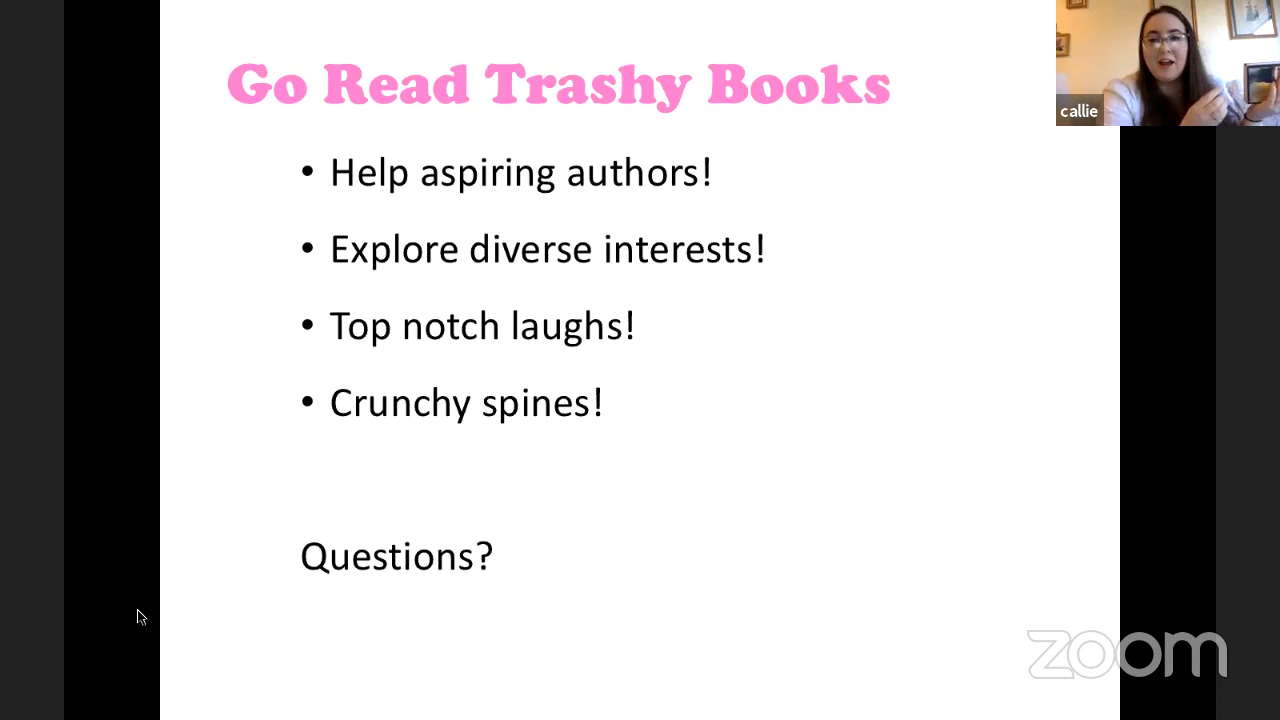 Go Read Trashy Books
callie
• Help aspiring authors!
• Explore diverse interests!
• Top notch laughs!
• Crunchy spines!
Questions?
zoom